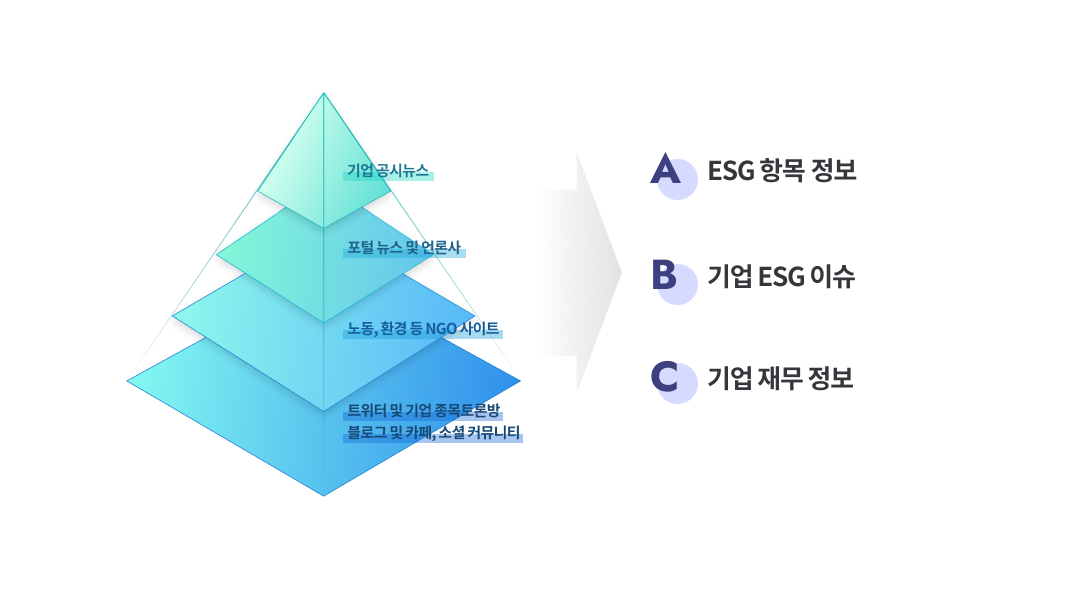 기업 공시뉴스
포털 뉴스 및 언론사
노동, 환경 등 NGO 사이트
트위터 및 기업 종목토론방
블로그 및 카페, 소셜 커뮤니티
A ESG 항목 정보
B 기업 ESG 이슈
C 기업 재무 정보